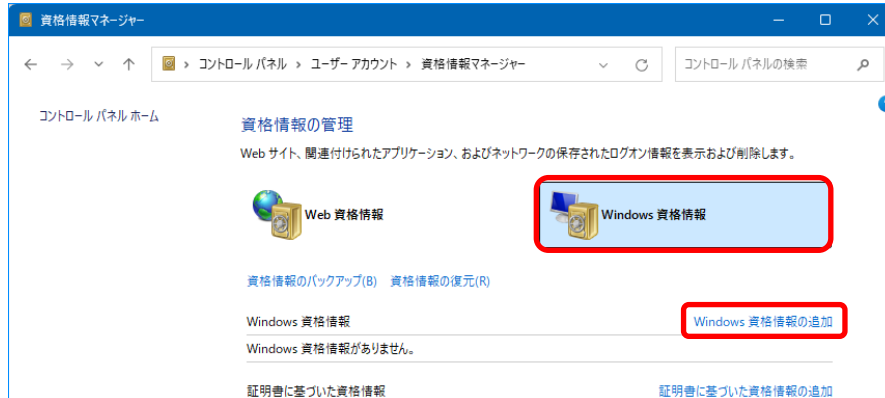 資格情報マネージャー
コントロール パネル › ユーザー アカウント › 資格情報マネージャー
コントロール パネルの検索
コントロール パネル ホーム
資格情報の管理
Web サイト、関連付けられたアプリケーション、およびネットワークの保存されたログオン情報を表示および削除します。
Web 資格情報
Windows 資格情報
資格情報のバックアップ(B) 資格情報の復元(R)
Windows 資格情報
Windows 資格情報の追加
Windows 資格情報がありません。
証明書に基づいた資格情報
証明書に基づいた資格情報の追加